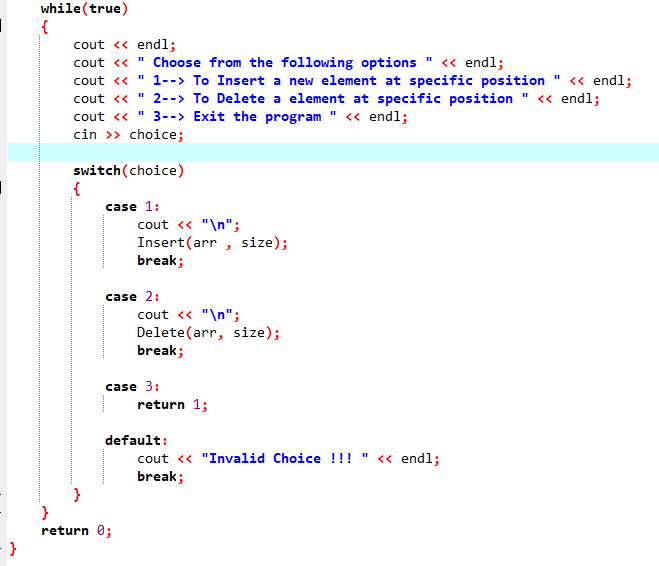 while(true)
{
cout << endl;
cout << " Choose from the following options " << endl;
cout << " 1--> To Insert a new element at specific position " << endl;
cout << " 2--> To Delete a element at specific position " << endl;
cout << " 3--> Exit the program " << endl;
cin >> choice;
switch(choice)
{
case 1:
cout << "\n";
Insert(arr , size);
break;
case 2:
cout << "\n";
Delete(arr, size);
break;
case 3:
return 1;
default:
cout << "Invalid Choice !!! " << endl;
break;
}
}
return 0;
}